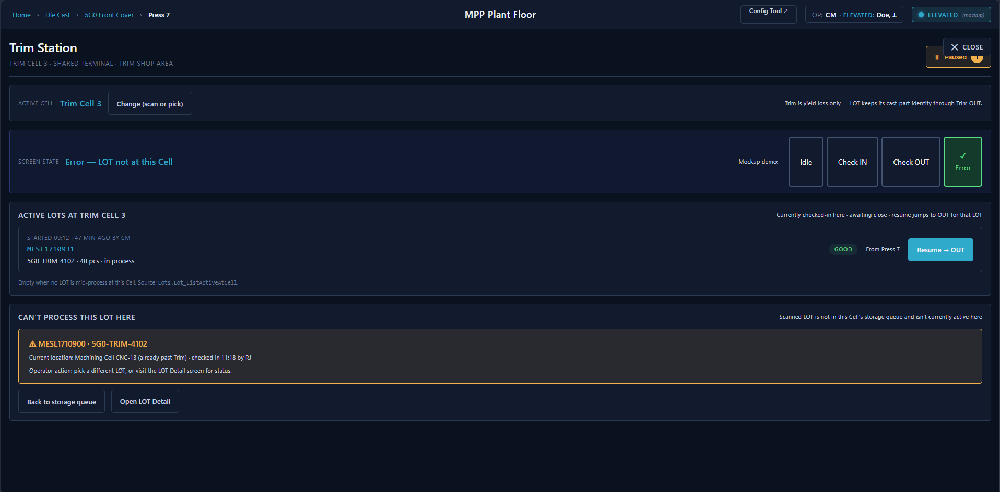 Home › Die Cast › 5G0 Front Cover › Press 7
MPP Plant Floor
Config Tool ↗
OP: CM · ELEVATED: Doe, J.
ELEVATED (mockup)
Trim Station
TRIM CELL 3 · SHARED TERMINAL · TRIM SHOP AREA
CLOSE
Paused
ACTIVE CELL Trim Cell 3 Change (scan or pick)
Trim is yield loss only — LOT keeps its cast-part identity through Trim OUT.
SCREEN STATE Error — LOT not at this Cell
Mockup demo: Idle Check IN Check OUT ✓ Error
ACTIVE LOTS AT TRIM CELL 3
Currently checked-in here · awaiting close · resume jumps to OUT for that LOT
STARTED 09:12 · 47 MIN AGO BY CM
MESL1710931
5G0-TRIM-4102 · 48 pcs · in process
GOOD From Press 7 Resume → OUT
Empty when no LOT is mid-process at this Cell. Source: Lots.Lot_ListActiveAtCell.
CAN'T PROCESS THIS LOT HERE
Scanned LOT is not in this Cell's storage queue and isn't currently active here
⚠ MESL1710900 · 5G0-TRIM-4102
Current location: Machining Cell CNC-13 (already past Trim) · checked in 11:18 by RJ
Operator action: pick a different LOT, or visit the LOT Detail screen for status.
Back to storage queue Open LOT Detail